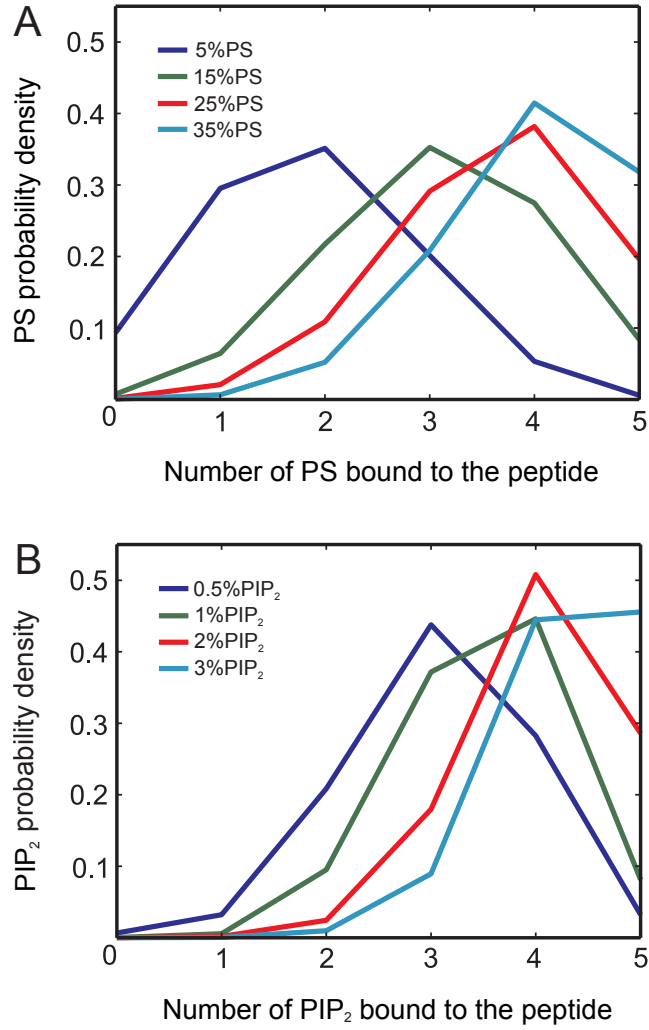 A
0.5
0.4
0.3
0.2
0.1
PS probability density
5%PS
15%PS
25%PS
35%PS
0 1 2 3 4 5
Number of PS bound to the peptide
B
0.5
0.4
0.3
0.2
0.1
PIP₂ probability density
0.5%PIP₂
1%PIP₂
2%PIP₂
3%PIP₂
0 1 2 3 4 5
Number of PIP₂ bound to the peptide